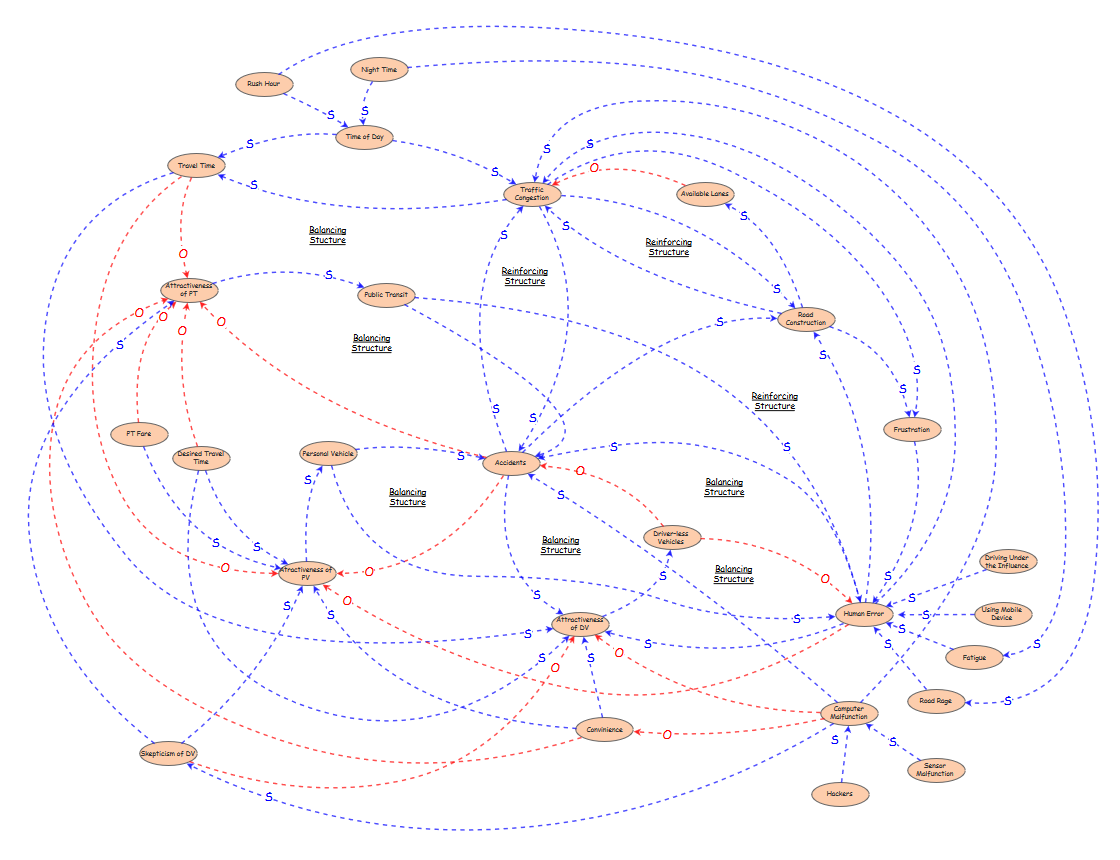 Night Time
Rush Hour
S
S
Time of Day
S
S
S
S
Travel Time
S
O
Traffic
Congestion
Available Lanes
S
S
S
S
Balancing
Stucture
Reinforcing
Structure
O
Reinforcing
Structure
S
Attractiveness
of PT
Public Transit
S
O
O
O
O
S
Road
Construction
S
Balancing
Structure
S
S
S
Reinforcing
Structure
S
S
S
S
PT Fare
Frustration
S
S
Desired Travel
Time
Personal Vehicle
S
Accidents
O
S
S
Balancing
Stucture
Balancing
Structure
Driver-less
Vehicles
S
S
Balancing
Structure
Driving Under
the Influence
O
Attractiveness of
PV
O
S
Balancing
Structure
O
S
S
O
S
S
S
S
S
Human Error
Using Mobile
Device
Attractiveness
of DV
S
S
S
S
S
S
O
O
Fatigue
Road Rage
S
Computer
Malfunction
Convinience
O
S
S
Skepticism of DV
Sensor
Malfunction
S
Hackers